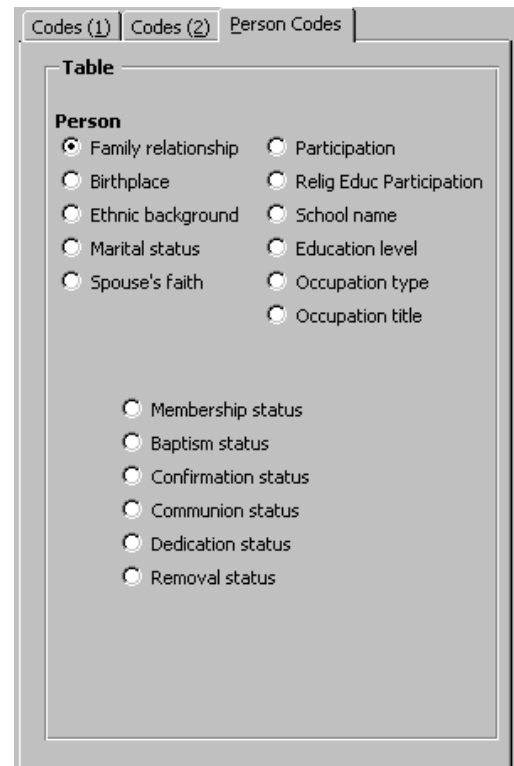 Codes (1) Codes (2) Person Codes
Table
Person
Family relationship Participation
Birthplace Relig Educ Participation
Ethnic background School name
Marital status Education level
Spouse's faith Occupation type
Occupation title
Membership status
Baptism status
Confirmation status
Communion status
Dedication status
Removal status